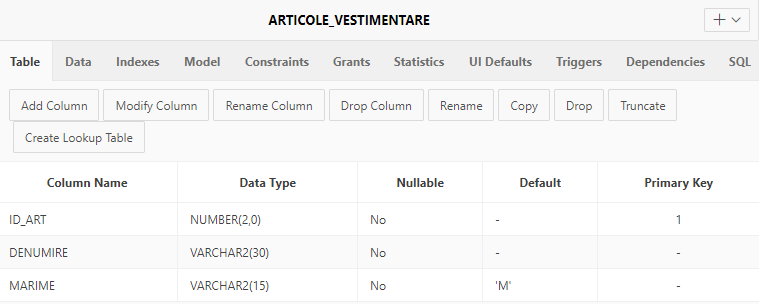 ARTICOLE_VESTIMENTARE
Table Data Indexes Model Constraints Grants Statistics UI Defaults Triggers Dependencies SQL
Add Column Modify Column Rename Column Drop Column Rename Copy Drop Truncate
Create Lookup Table
Column Name Data Type Nullable Default Primary Key
ID_ART NUMBER(2,0) No - 1
DENUMIRE VARCHAR2(30) No - -
MARIME VARCHAR2(15) No 'M' -